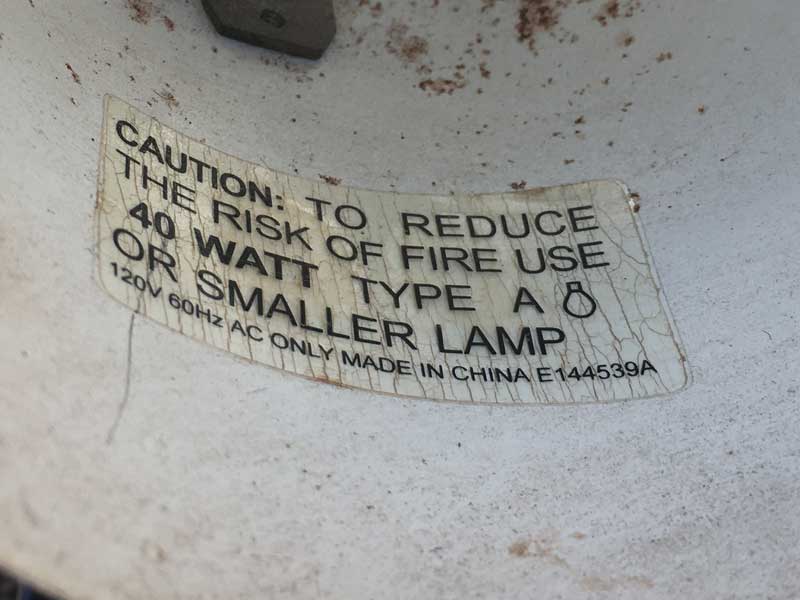 CAUTION: TO REDUCE
THE RISK OF FIRE USE
40 WATT TYPE A
OR SMALLER LAMP
120V 60Hz AC ONLY MADE IN CHINA E144539A